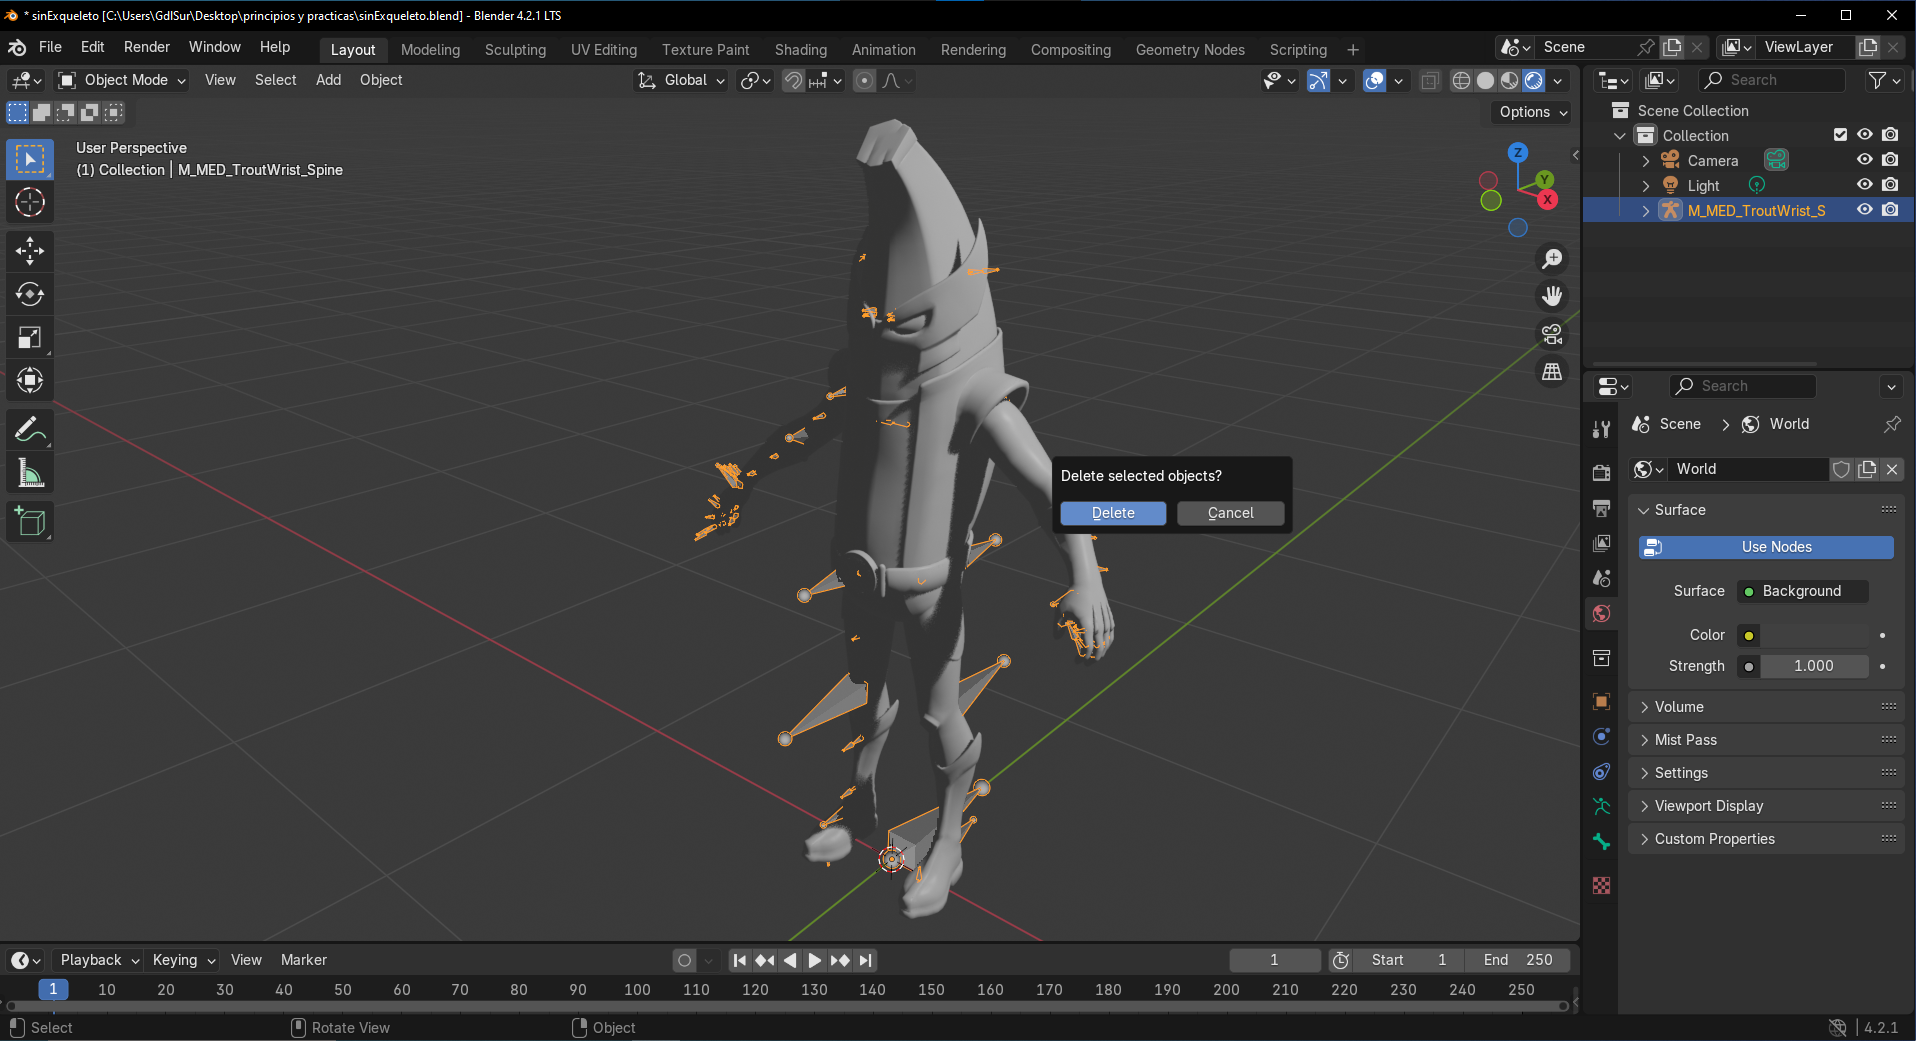 * sinExqueleto [C:\Users\GdlSur\Desktop\principios y practicas\sinExqueleto.blend] - Blender 4.2.1 LTS
File Edit Render Window Help Layout Modeling Sculpting UV Editing Texture Paint Shading Animation Rendering Compositing Geometry Nodes Scripting Scene ViewLayer
Object Mode View Select Add Object Global Search
Options
User Perspective
(1) Collection | M_MED_TroutWrist_Spine
Z
Y
X
Scene Collection
Collection
Camera
Light
M_MED_TroutWrist_S
Delete selected objects?
Delete Cancel
Search
Scene World
World
Surface
Use Nodes
Surface Background
Color
Strength 1.000
Volume
Mist Pass
Settings
Viewport Display
Custom Properties
Playback Keying View Marker 1 Start 1 End 250
1 10 20 30 40 50 60 70 80 90 100 110 120 130 140 150 160 170 180 190 200 210 220 230 240 250
Select Rotate View Object 4.2.1